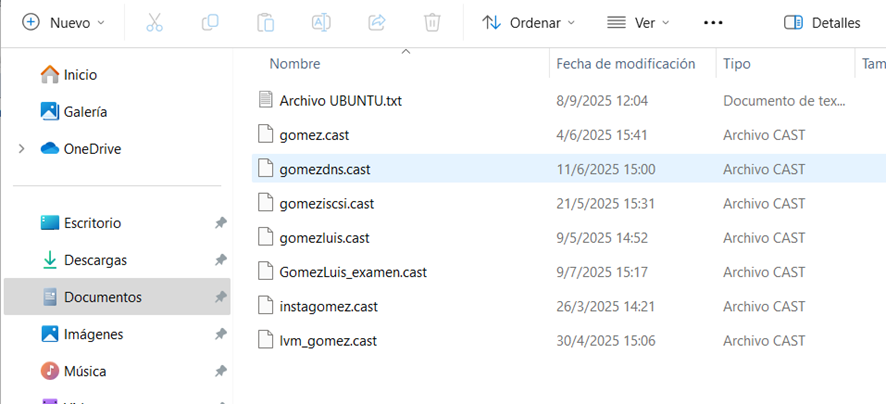 Nuevo Ordenar Ver Detalles
Nombre Fecha de modificación Tipo Tam
Inicio
Galería
OneDrive
Escritorio
Descargas
Documentos
Imágenes
Música
Archivo UBUNTU.txt 8/9/2025 12:04 Documento de tex...
gomez.cast 4/6/2025 15:41 Archivo CAST
gomezdns.cast 11/6/2025 15:00 Archivo CAST
gomeziscsi.cast 21/5/2025 15:31 Archivo CAST
gomezluis.cast 9/5/2025 14:52 Archivo CAST
GomezLuis_examen.cast 9/7/2025 15:17 Archivo CAST
instagomez.cast 26/3/2025 14:21 Archivo CAST
lvm_gomez.cast 30/4/2025 15:06 Archivo CAST